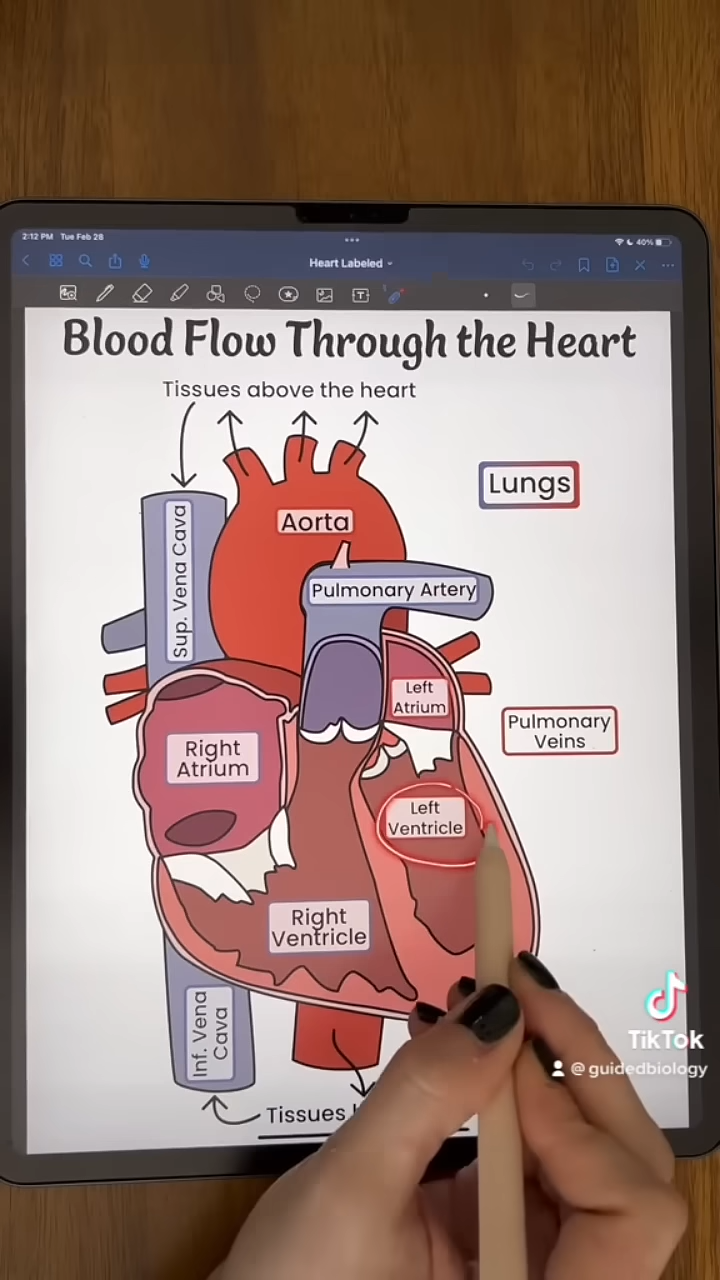 2:12 PM Tue Feb 28
40%
Heart Labeled
Blood Flow Through the Heart
Tissues above the heart
Lungs
Aorta
Sup. Vena Cava
Pulmonary Artery
Left
Atrium
Pulmonary
Veins
Right
Atrium
Left
Ventricle
Right
Ventricle
Inf. Vena
Cava
Tissues
TikTok
@guidedbiology